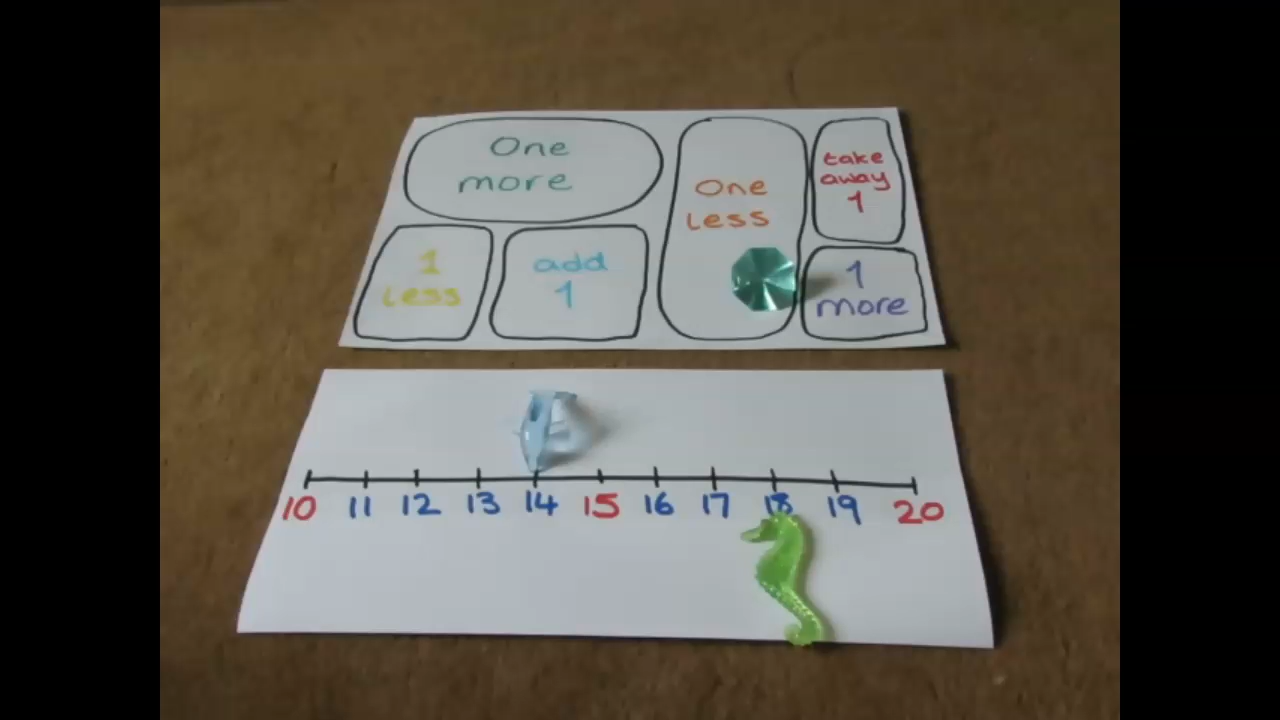 One
more
One
less
take
away
1
1
less
add
1
1
more
10 11 12 13 14 15 16 17 18 19 20